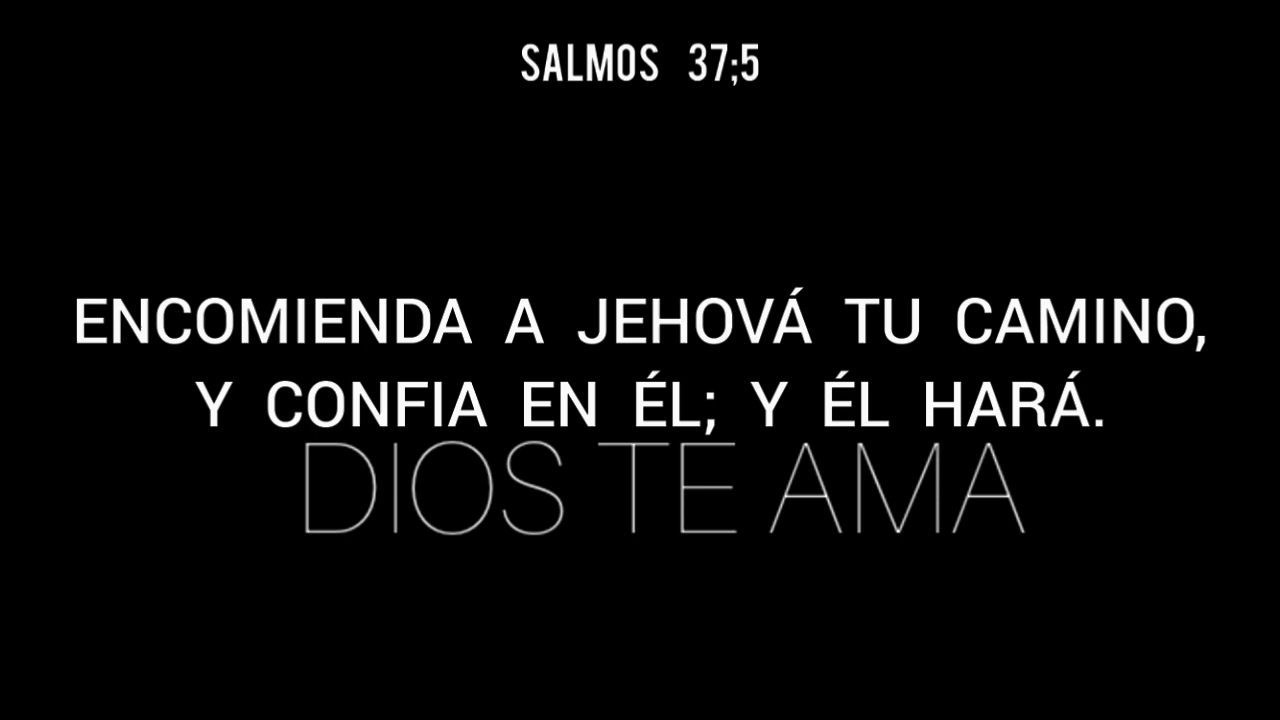 SALMOS 37;5
ENCOMIENDA A JEHOVÁ TU CAMINO,
Y CONFIA EN ÉL; Y ÉL HARÁ.
DIOS TE AMA